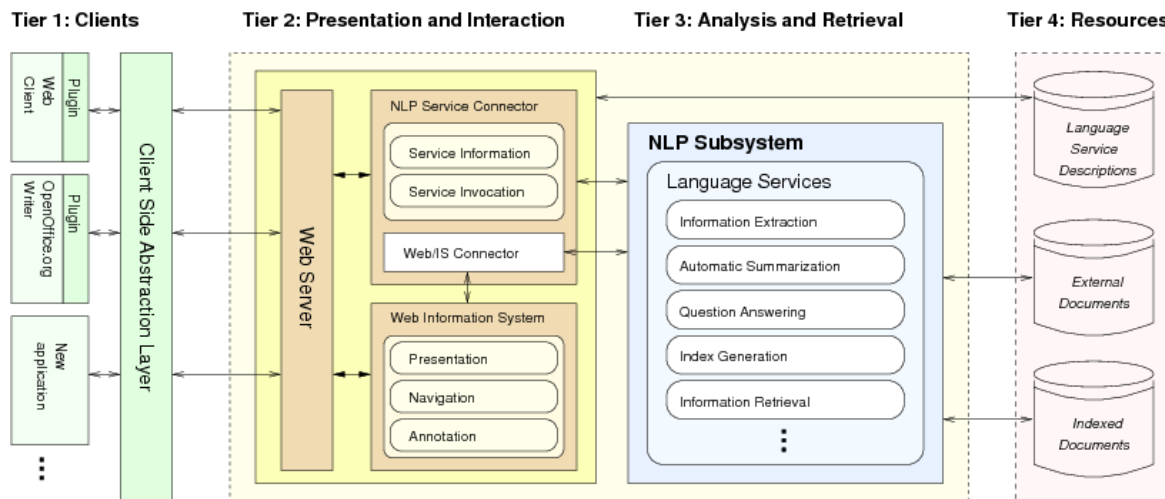 Tier 1: Clients
Tier 2: Presentation and Interaction
Tier 3: Analysis and Retrieval
Tier 4: Resources
Web
Client
Plugin
OpenOffice.org
Writer
Plugin
New
application
...
Client Side Abstraction Layer
Web Server
NLP Service Connector
Service Information
Service Invocation
Web/IS Connector
Web Information System
Presentation
Navigation
Annotation
NLP Subsystem
Language Services
Information Extraction
Automatic Summarization
Question Answering
Index Generation
Information Retrieval
...
Language
Service
Descriptions
External
Documents
Indexed
Documents